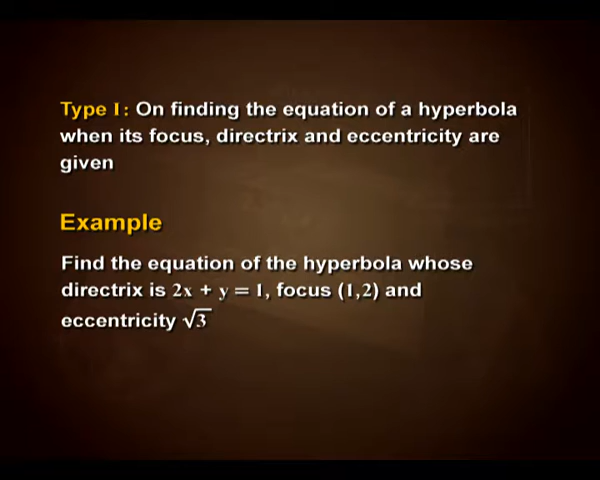 Type I: On finding the equation of a hyperbola
when its focus, directrix and eccentricity are
given
Example
Find the equation of the hyperbola whose
directrix is 2x + y = 1, focus (1,2) and
eccentricity √3